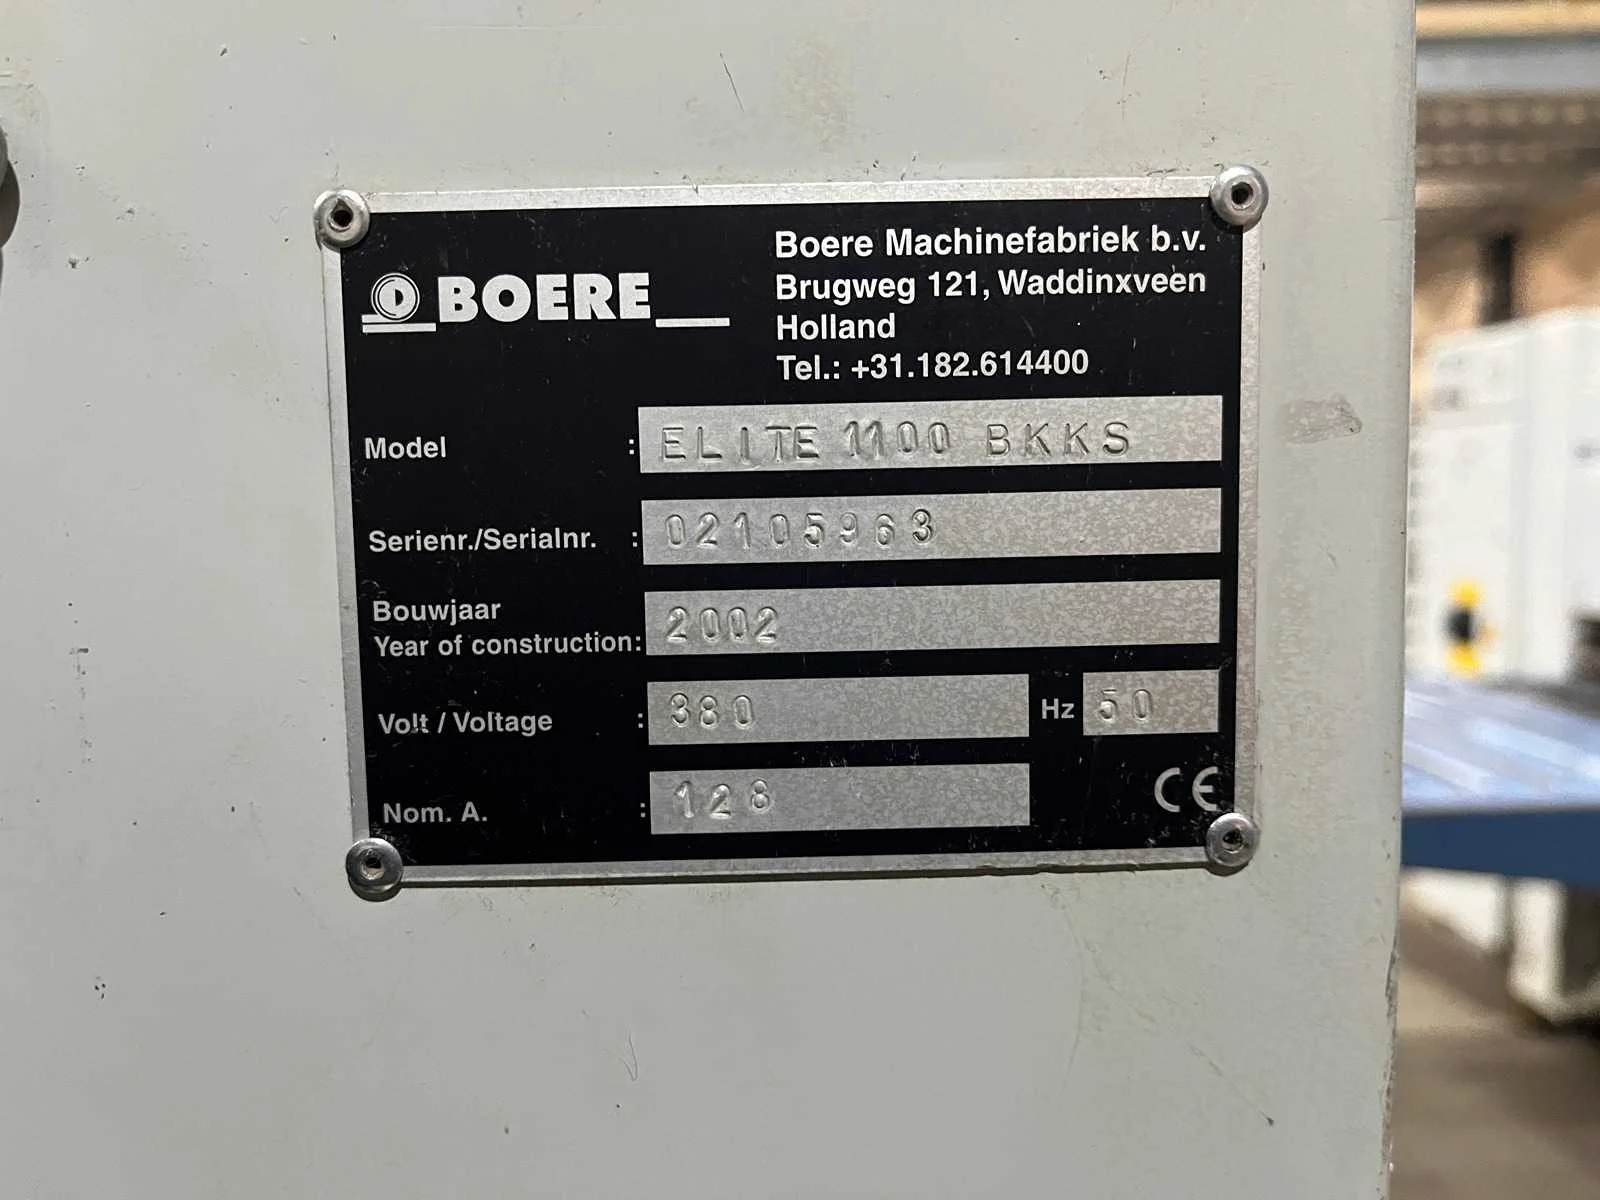 BOERE
Boere Machinefabriek b.v.
Brugweg 121, Waddinxveen
Holland
Tel.: +31.182.614400
Model : ELITE 1100 BKKS
Serienr./Serialnr. : 02105963
Bouwjaar
Year of construction: 2002
Volt / Voltage : 380 Hz 50
Nom. A. : 128
CE